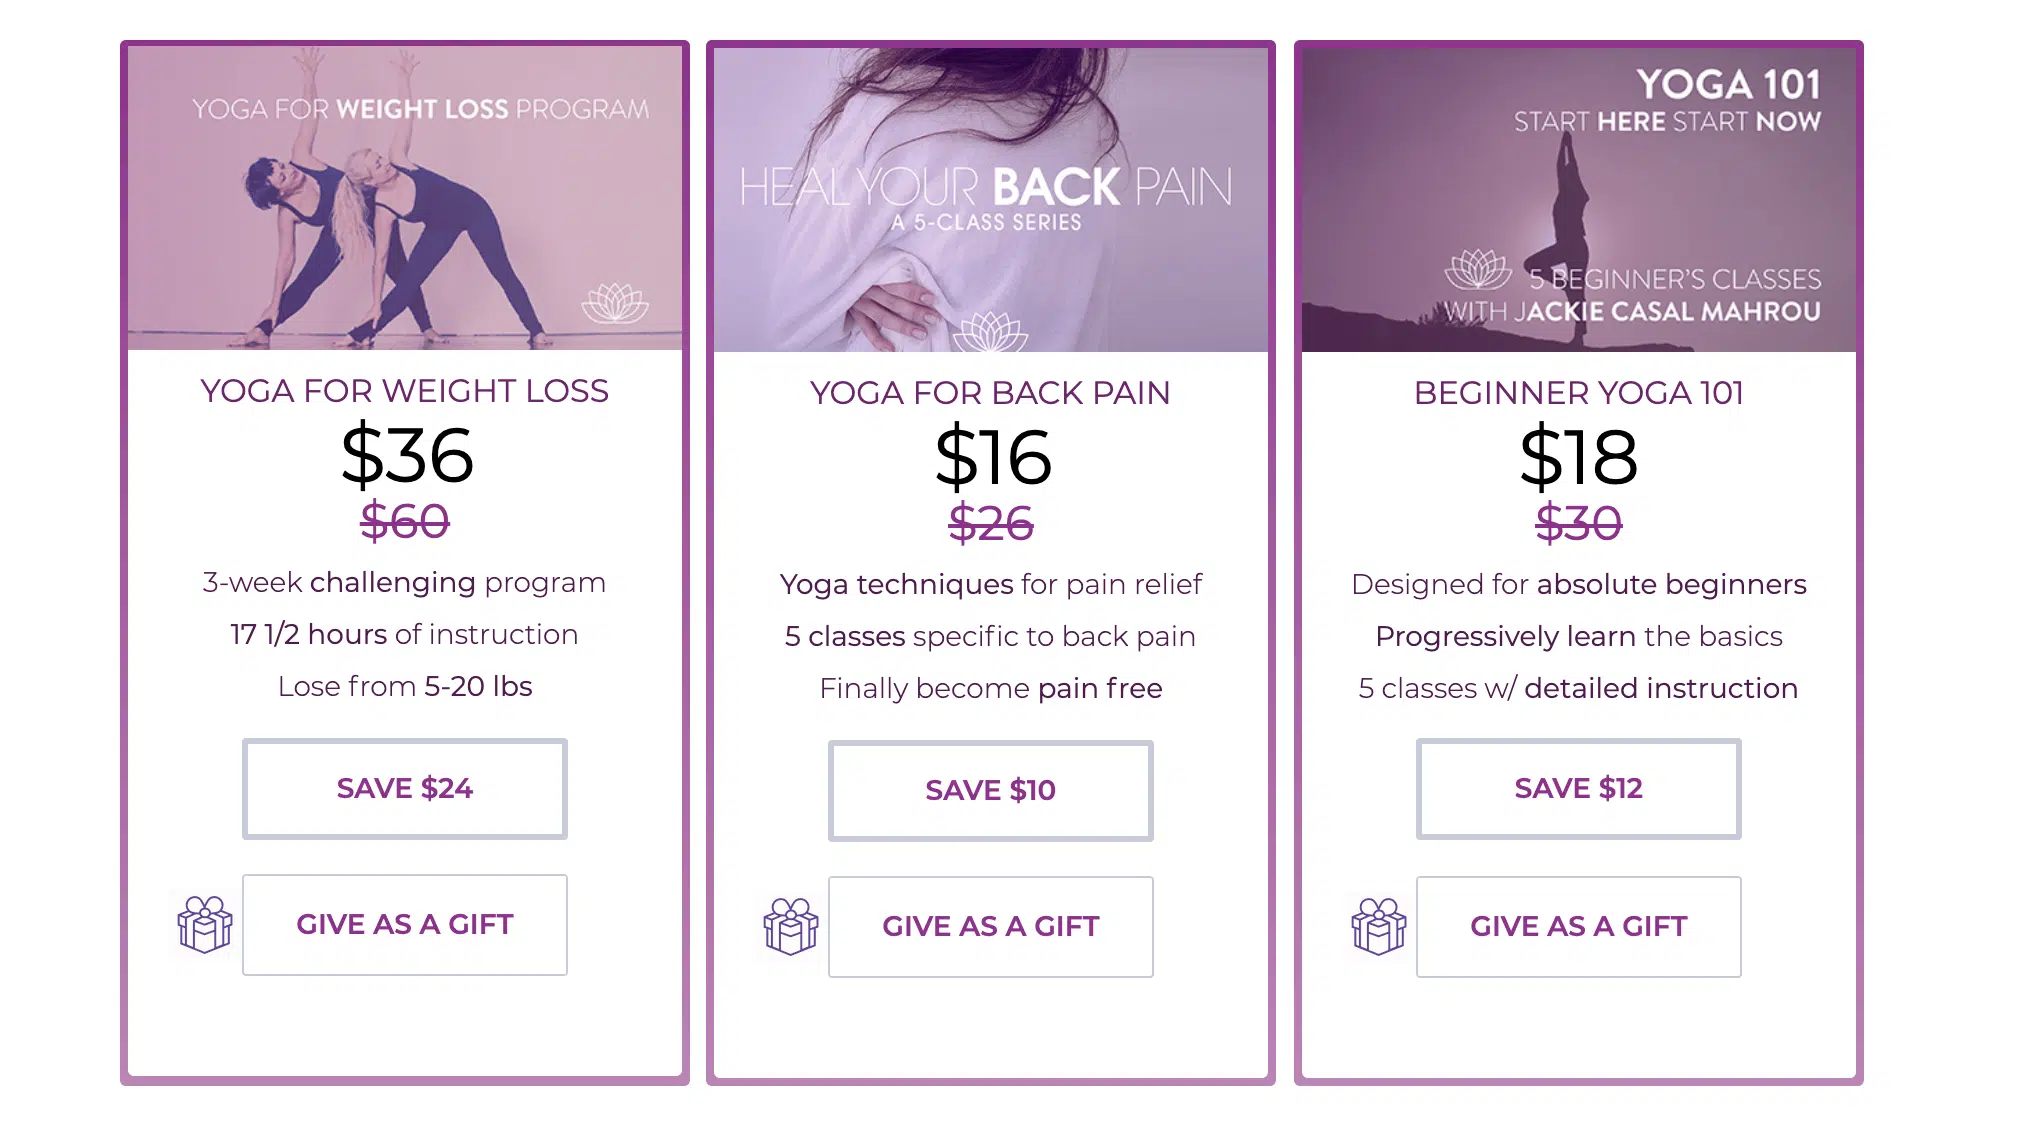 YOGA FOR WEIGHT LOSS PROGRAM
YOGA FOR WEIGHT LOSS
$36
$60
3-week challenging program
17 1/2 hours of instruction
Lose from 5-20 lbs
SAVE $24
GIVE AS A GIFT
HEAL YOUR BACK PAIN
A 5-CLASS SERIES
YOGA FOR BACK PAIN
$16
$26
Yoga techniques for pain relief
5 classes specific to back pain
Finally become pain free
SAVE $10
GIVE AS A GIFT
YOGA 101
START HERE START NOW
5 BEGINNER'S CLASSES
WITH JACKIE CASAL MAHROU
BEGINNER YOGA 101
$18
$30
Designed for absolute beginners
Progressively learn the basics
5 classes w/ detailed instruction
SAVE $12
GIVE AS A GIFT